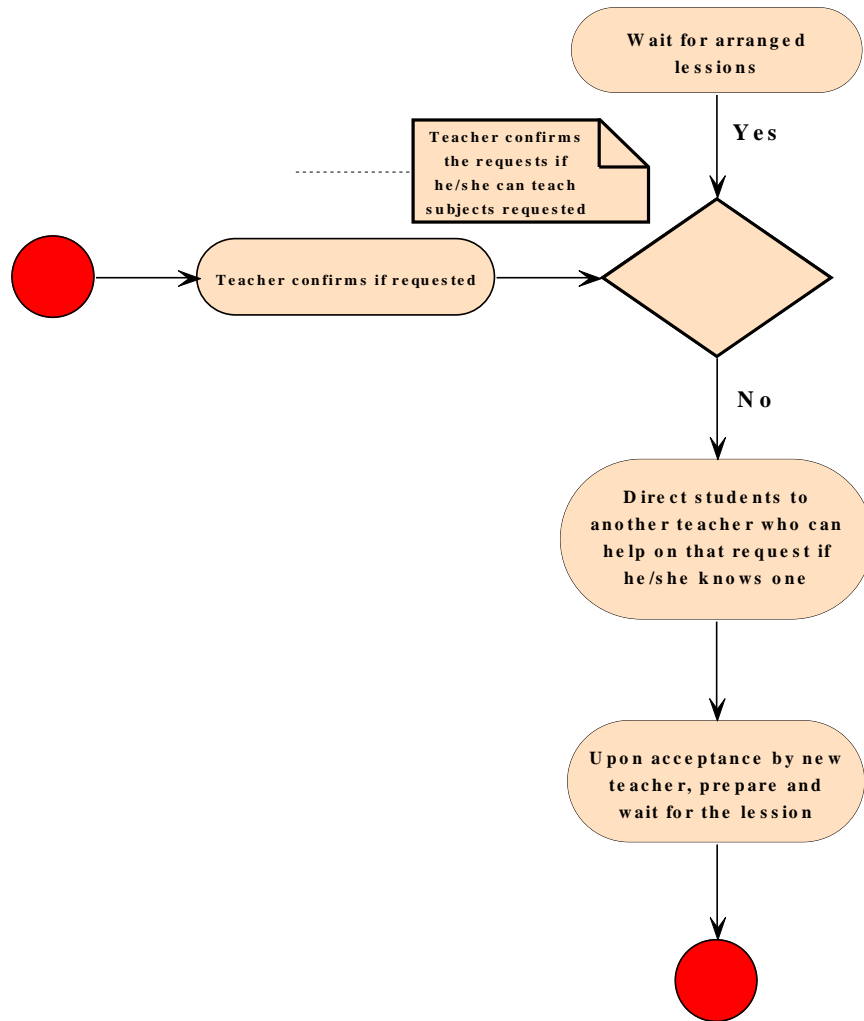 Wait for arranged
lessions
Yes
Teacher confirms
the requests if
he/she can teach
subjects requested
Teacher confirms if requested
No
Direct students to
another teacher who can
help on that request if
he/she knows one
Upon acceptance by new
teacher, prepare and
wait for the lession